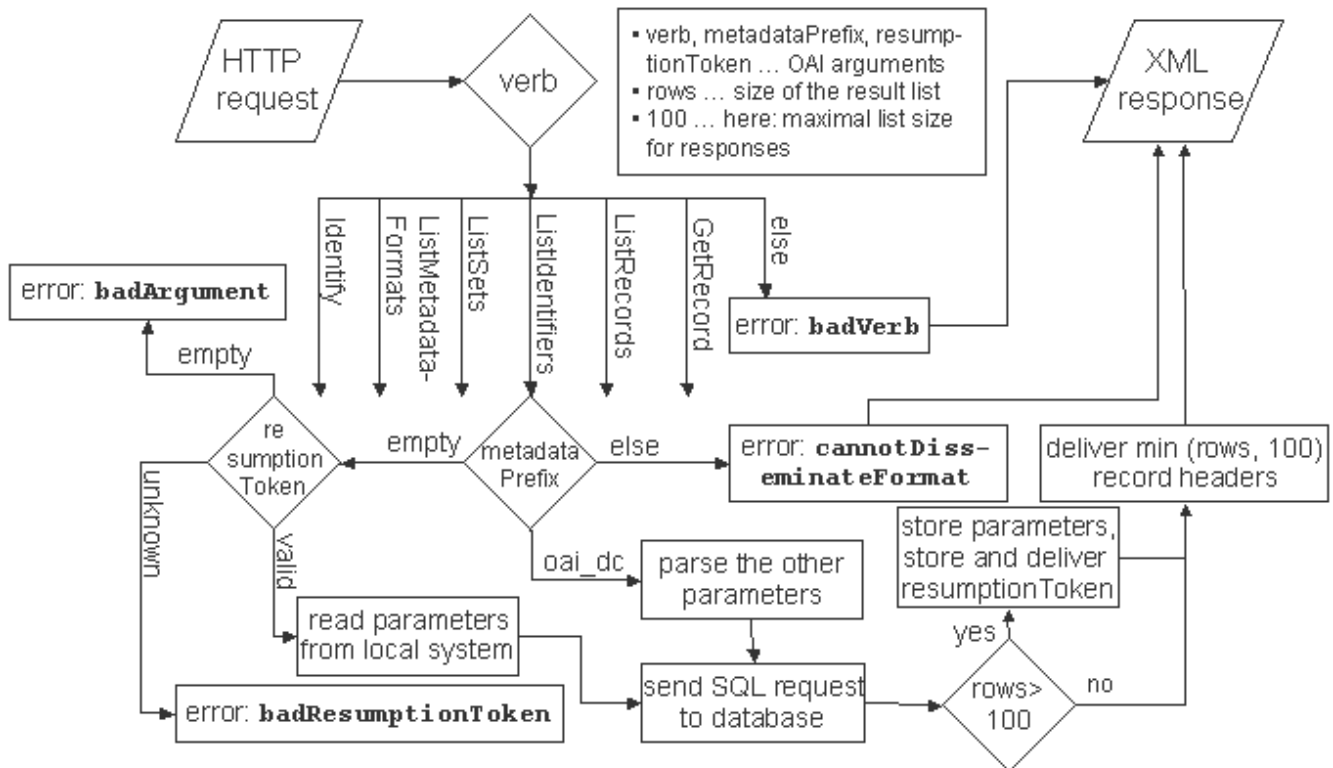 HTTP
request
verb
▪ verb, metadataPrefix, resump-
tionToken ... OAI arguments
▪ rows ... size of the result list
▪ 100 ... here: maximal list size
for responses
XML
response
Identify
ListMetadata-
Formats
ListSets
ListIdentifiers
ListRecords
GetRecord
else
error: badArgument
error: badVerb
empty
re
sumption
Token
empty
metadata
Prefix
else
error: cannotDiss-
eminateFormat
deliver min (rows, 100)
record headers
unknown
valid
oai_dc
parse the other
parameters
store parameters,
store and deliver
resumptionToken
read parameters
from local system
yes
send SQL request
to database
rows>
100
no
error: badResumptionToken